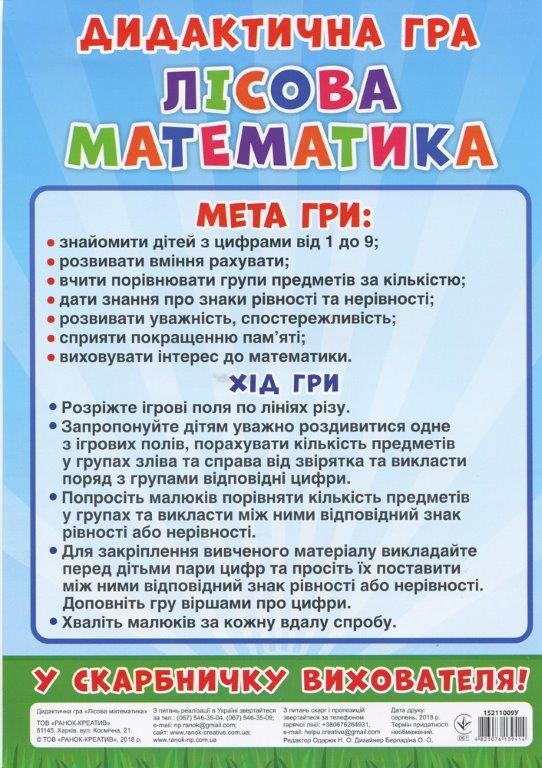 ДИДАКТИЧНА ГРА
ЛІСОВА
МАТЕМАТИКА
МЕТА ГРИ:
• знайомити дітей з цифрами від 1 до 9;
• розвивати вміння рахувати;
• вчити порівнювати групи предметів за кількістю;
• дати знання про знаки рівності та нерівності;
• розвивати уважність, спостережливість;
• сприяти покращенню пам’яті;
• виховувати інтерес до математики.
ХІД ГРИ
• Розріжте ігрові поля по лініях різу.
• Запропонуйте дітям уважно роздивитися одне
з ігрових полів, порахувати кількість предметів
у групах зліва та справа від звірятка та викласти
поряд з групами відповідні цифри.
• Попросіть малюків порівняти кількість предметів
у групах та викласти між ними відповідний знак
рівності або нерівності.
• Для закріплення вивченого матеріалу викладайте
перед дітьми пари цифр та просіть їх поставити
між ними відповідний знак рівності або нерівності.
Доповніть гру віршами про цифри.
• Хваліть малюків за кожну вдалу спробу.
У СКАРБНИЧКУ ВИХОВАТЕЛЯ!
Дидактична гра «Лісова математика»
ТОВ «РАНОК-КРЕАТИВ»
61145, Харків, вул. Космічна, 21.
© ТОВ «РАНОК-КРЕАТИВ», 2018 р.
З питань реалізації в Україні звертайтеся
за тел.: (067) 546-35-04, (067) 546-35-09;
e-mail: np.ranok@gmail.com;
сайт: www.ranok-creative.com.ua;
www.ranok-np.com.ua
З питань скарг і пропозицій
звертайтеся за телефоном
гарячої лінії: +380676284931,
e-mail: help@ranok-creative.com.ua
Редактор Одарюк Н. О. Дизайнер Берладіна О. О.
Дата друку:
серпень, 2018 р.
Термін придатності
необмежений.
15211009У
4823074139414